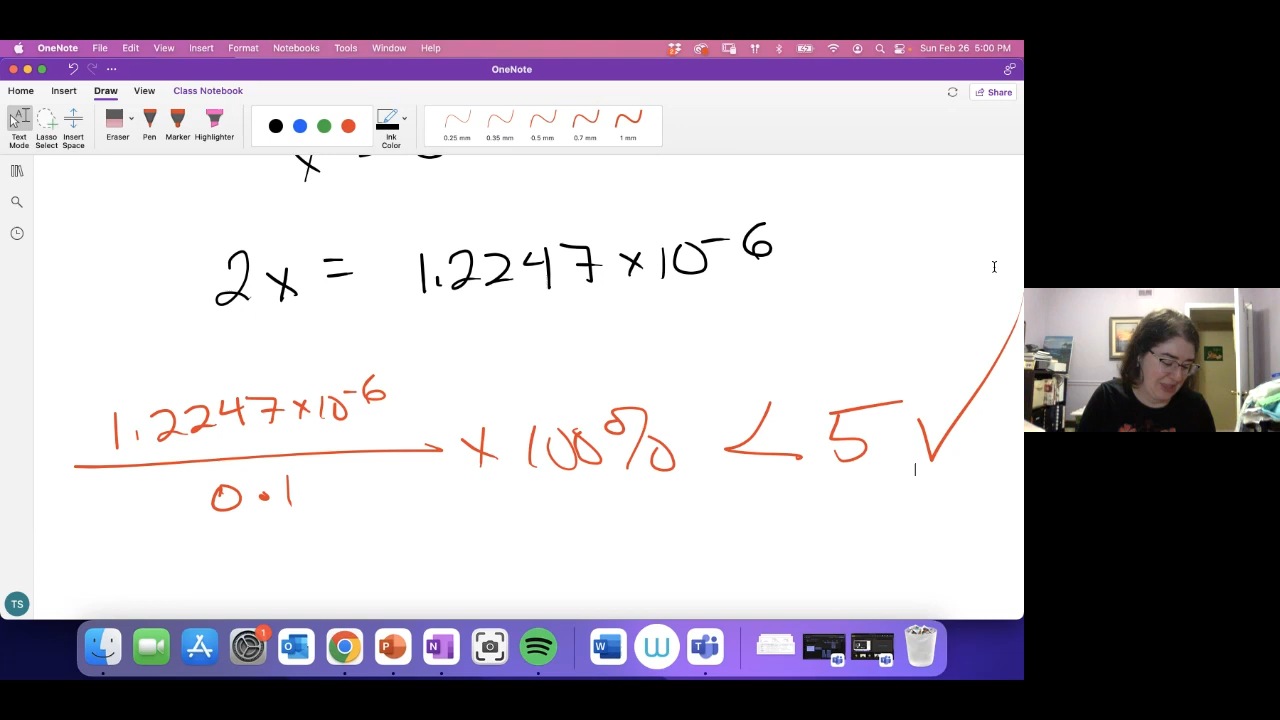 OneNote File Edit View Insert Format Notebooks Tools Window Help Sun Feb 26 5:00 PM
OneNote
Home Insert Draw View Class Notebook Share
Text Mode Lasso Select Insert Space Eraser Pen Marker Highlighter Ink Color 0.25 mm 0.35 mm 0.5 mm 0.7 mm 1 mm
2x = 1.2247 x 10^-6
1.2247 x 10^-6
x 100% < 5 ✓
0.1
TS
1